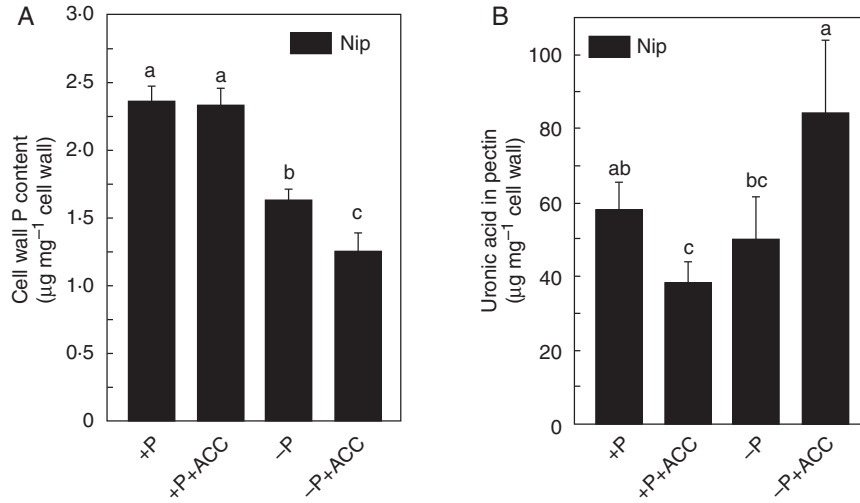 A
Cell wall P content
(µg mg–1 cell wall)
3·0
2·5
2·0
1·5
1·0
0·5
0
Nip
a
a
b
c
+P
+P+ACC
–P
–P+ACC
B
Uronic acid in pectin
(µg mg–1 cell wall)
100
80
60
40
20
0
Nip
ab
c
bc
a
+P
+P+ACC
–P
–P+ACC